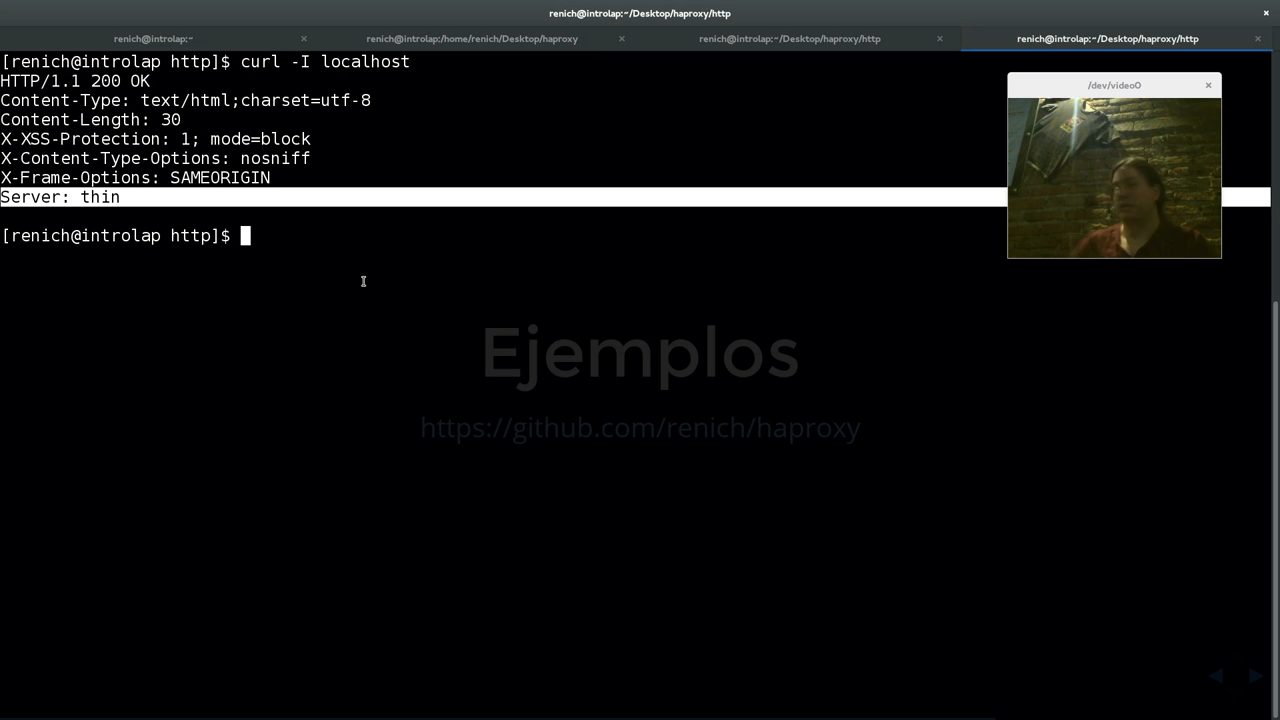 renich@introlap:~/Desktop/haproxy/http
renich@introlap:~
renich@introlap:/home/renich/Desktop/haproxy
renich@introlap:~/Desktop/haproxy/http
renich@introlap:~/Desktop/haproxy/http
[renich@introlap http]$ curl -I localhost
HTTP/1.1 200 OK
Content-Type: text/html;charset=utf-8
Content-Length: 30
X-XSS-Protection: 1; mode=block
X-Content-Type-Options: nosniff
X-Frame-Options: SAMEORIGIN
Server: thin
[renich@introlap http]$
/dev/video0
Ejemplos
https://github.com/renich/haproxy